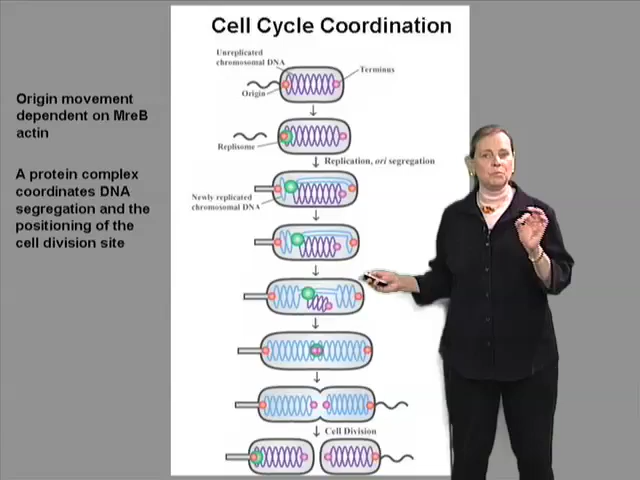 Cell Cycle Coordination
Origin movement
dependent on MreB
actin
A protein complex
coordinates DNA
segregation and the
positioning of the
cell division site
Unreplicated
chromosomal DNA
Terminus
Origin
Replisome
Replication, ori segregation
Newly replicated
chromosomal DNA
Cell Division